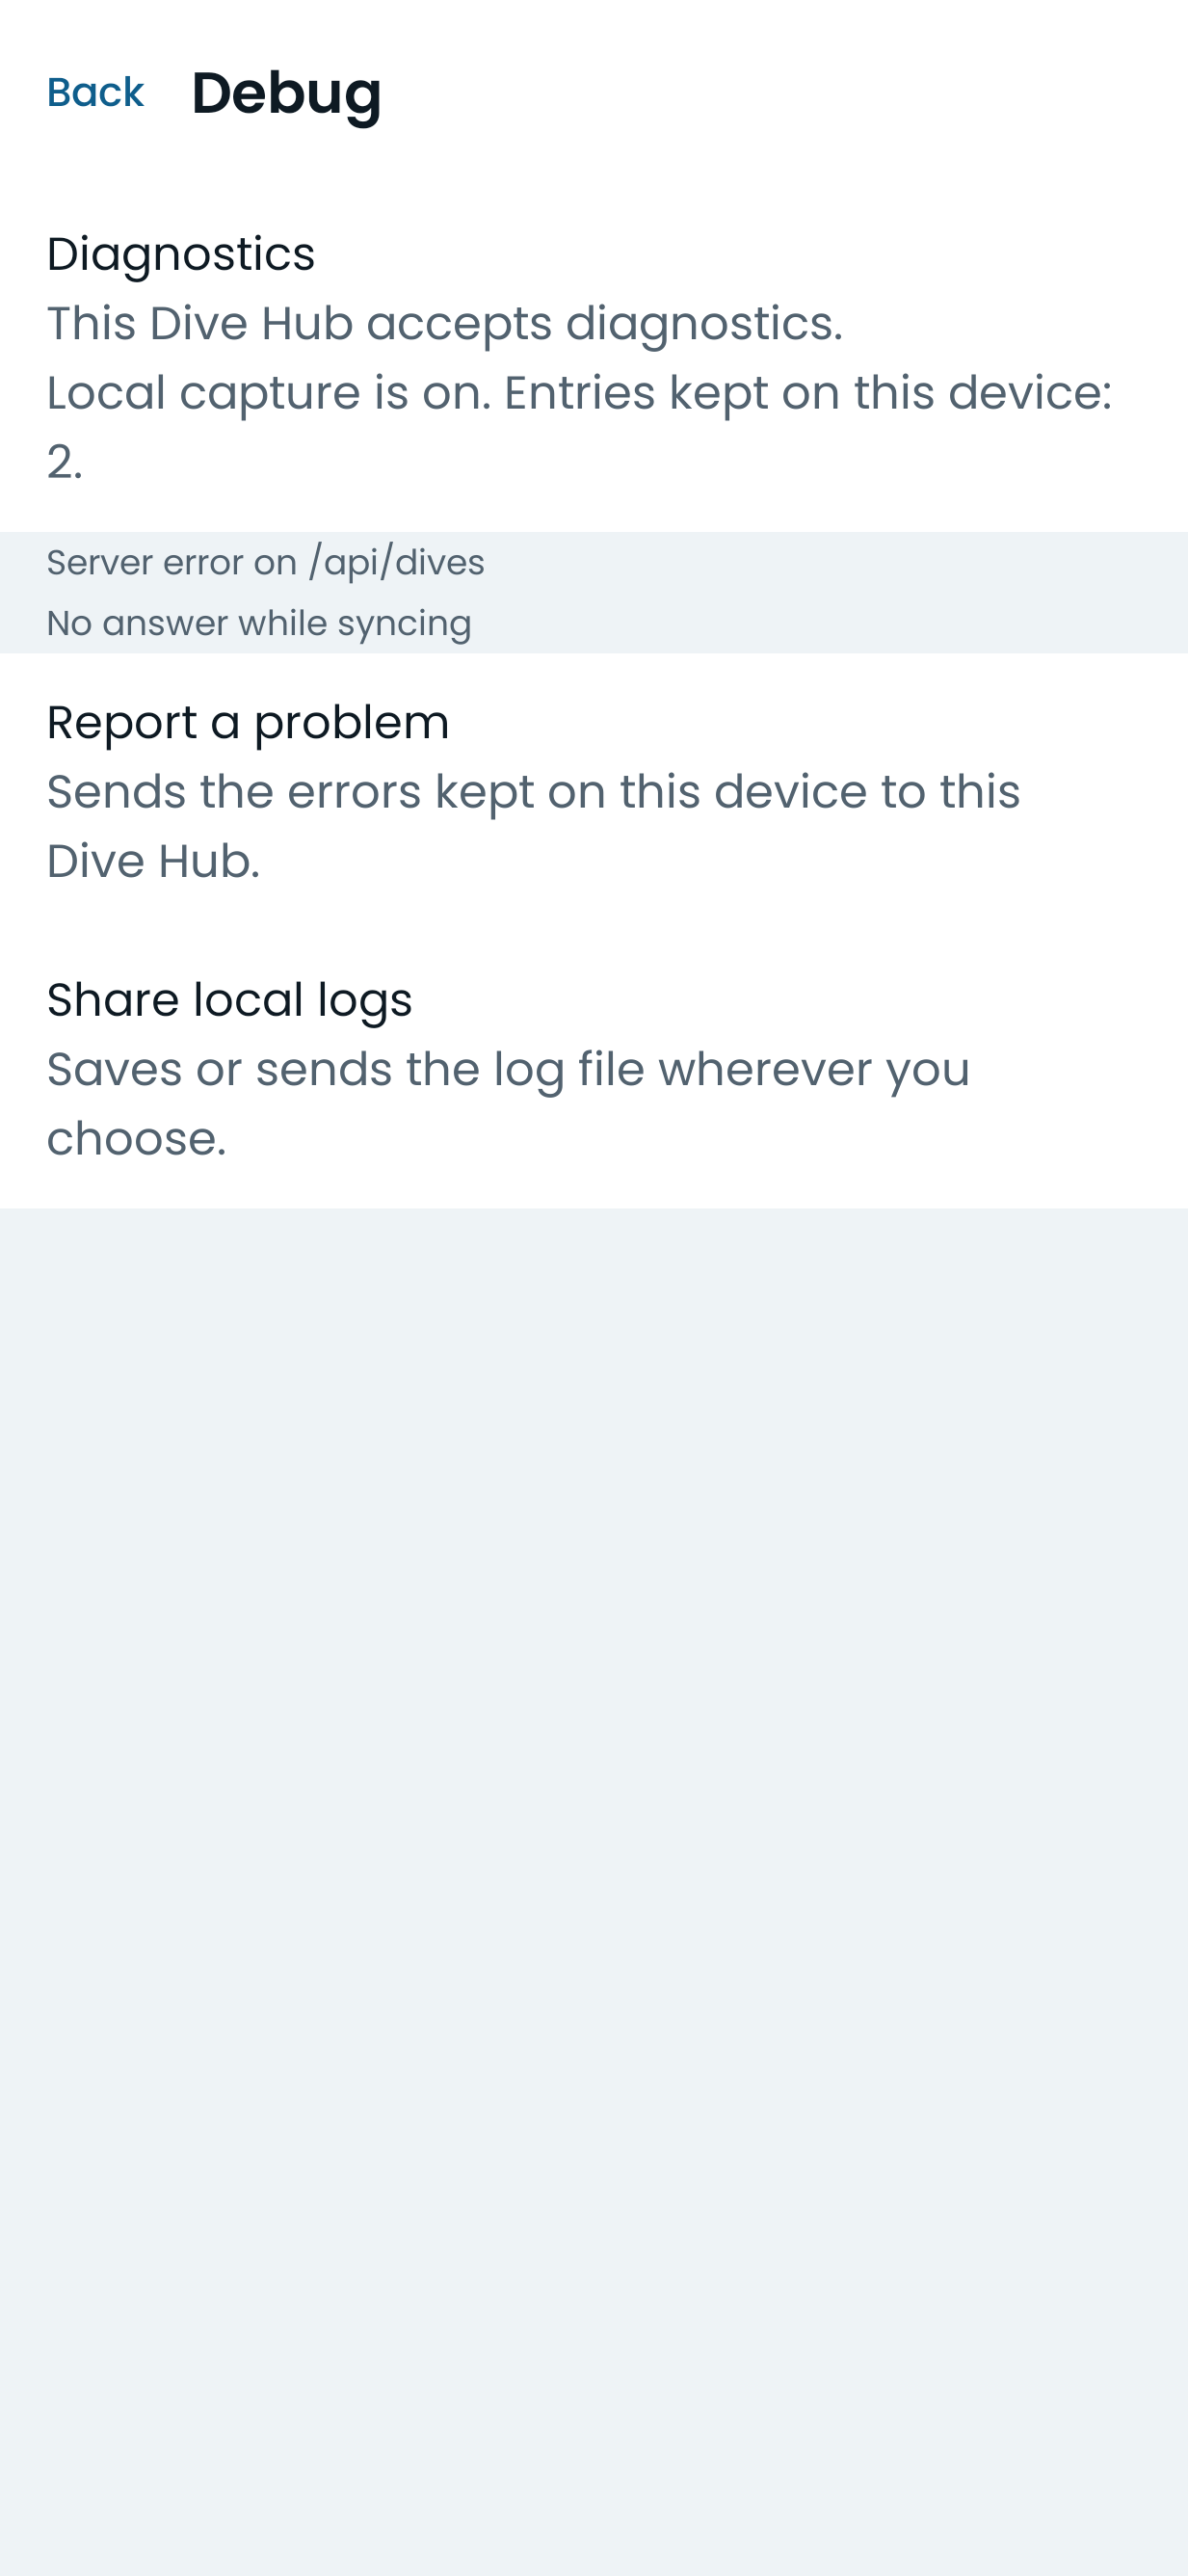 Back Debug
Diagnostics
This Dive Hub accepts diagnostics.
Local capture is on. Entries kept on this device:
2.
Server error on /api/dives
No answer while syncing
Report a problem
Sends the errors kept on this device to this
Dive Hub.
Share local logs
Saves or sends the log file wherever you
choose.